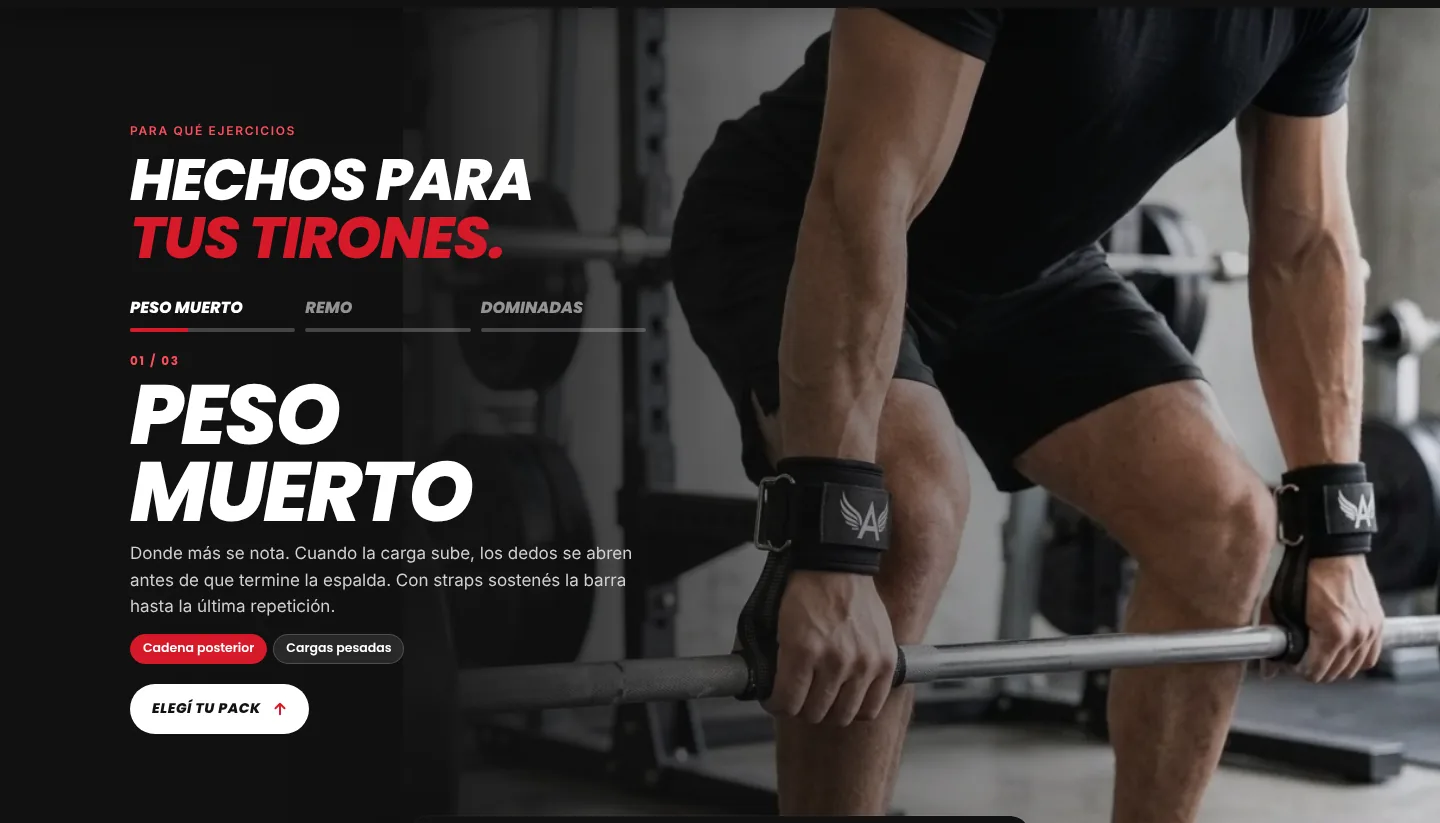 PARA QUÉ EJERCICIOS
HECHOS PARA
TUS TIRONES.
PESO MUERTO
REMO
DOMINADAS
01 / 03
PESO
MUERTO
Donde más se nota. Cuando la carga sube, los dedos se abren
antes de que termine la espalda. Con straps sostenés la barra
hasta la última repetición.
Cadena posterior
Cargas pesadas
ELEGÍ TU PACK
A
A